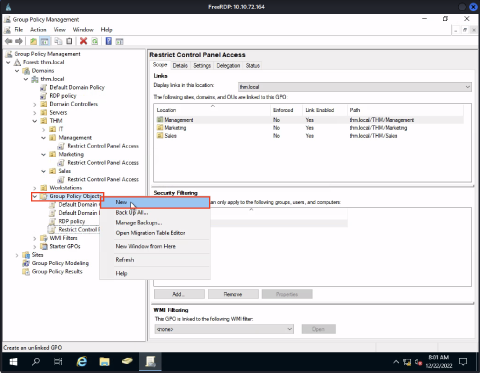 FreeRDP: 10.10.72.164
Group Policy Management
File Action View Window Help
Group Policy Management
Forest: thm.local
Domains
thm.local
Default Domain Policy
RDP policy
Domain Controllers
Servers
THM
IT
Management
Restrict Control Panel Access
Marketing
Restrict Control Panel Access
Sales
Restrict Control Panel Access
Workstations
Group Policy Objects
Default Domain
Default Domain
RDP policy
Restrict Control
WMI Filters
Starter GPOs
Sites
Group Policy Modeling
Group Policy Results
New
Back Up All...
Manage Backups...
Open Migration Table Editor
New Window from Here
Refresh
Help
Restrict Control Panel Access
Scope Details Settings Delegation Status
Links
Display links in this location: thm.local
The following sites, domains, and OUs are linked to this GPO:
Location Enforced Link Enabled Path
Management No Yes thm.local/THM/Management
Marketing No Yes thm.local/THM/Marketing
Sales No Yes thm.local/THM/Sales
Security Filtering
can only apply to the following groups, users, and computers:
Add... Remove Properties
WMI Filtering
This GPO is linked to the following WMI filter:
<none> Open
Create an unlinked GPO
8:01 AM
12/22/2022